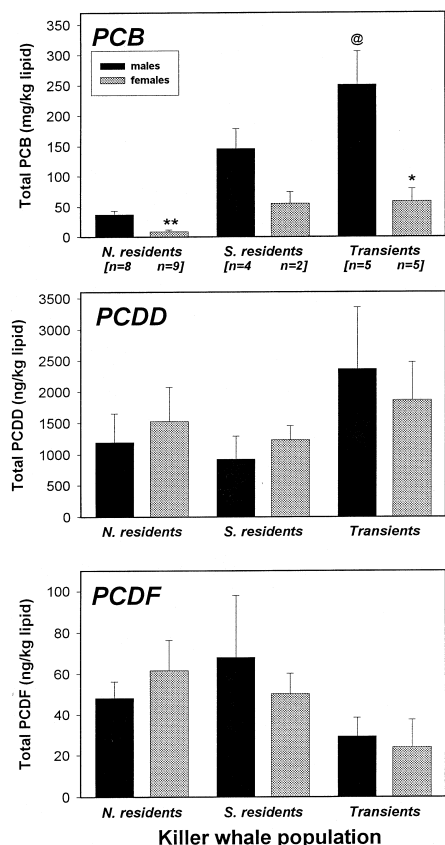 PCB
males
females
@
**
*
Total PCB (mg/kg lipid)
350
300
250
200
150
100
50
0
N. residents S. residents Transients
[n=8 n=9] [n=4 n=2] [n=5 n=5]
PCDD
Total PCDD (ng/kg lipid)
3500
3000
2500
2000
1500
1000
500
0
N. residents S. residents Transients
PCDF
Total PCDF (ng/kg lipid)
100
80
60
40
20
0
N. residents S. residents Transients
Killer whale population